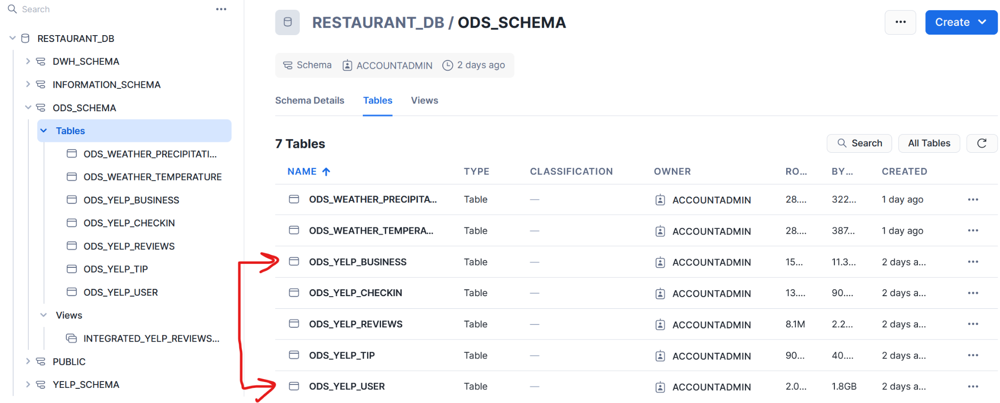 Search •••
RESTAURANT_DB
DWH_SCHEMA
INFORMATION_SCHEMA
ODS_SCHEMA
Tables
ODS_WEATHER_PRECIPITATI...
ODS_WEATHER_TEMPERATURE
ODS_YELP_BUSINESS
ODS_YELP_CHECKIN
ODS_YELP_REVIEWS
ODS_YELP_TIP
ODS_YELP_USER
Views
INTEGRATED_YELP_REVIEWS...
PUBLIC
YELP_SCHEMA
RESTAURANT_DB / ODS_SCHEMA
••• Create
Schema ACCOUNTADMIN 2 days ago
Schema Details Tables Views
7 Tables Search All Tables
NAME TYPE CLASSIFICATION OWNER RO... BY... CREATED
ODS_WEATHER_PRECIPITA... Table — ACCOUNTADMIN 28.... 322... 1 day ago •••
ODS_WEATHER_TEMPERA... Table — ACCOUNTADMIN 28.... 387... 1 day ago •••
ODS_YELP_BUSINESS Table — ACCOUNTADMIN 15... 11.3... 2 days a... •••
ODS_YELP_CHECKIN Table — ACCOUNTADMIN 13.... 90.... 2 days a... •••
ODS_YELP_REVIEWS Table — ACCOUNTADMIN 8.1M 2.2... 2 days a... •••
ODS_YELP_TIP Table — ACCOUNTADMIN 90... 40.... 2 days a... •••
ODS_YELP_USER Table — ACCOUNTADMIN 2.0... 1.8GB 2 days a... •••